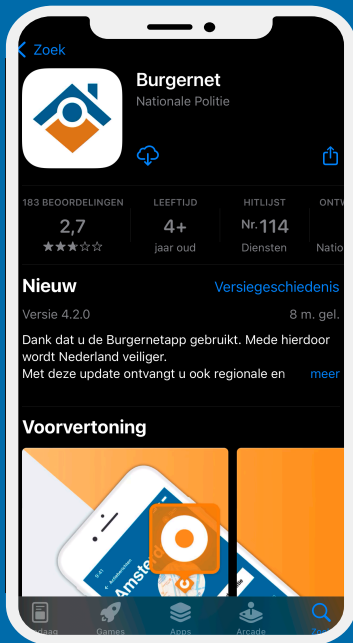 Zoek
Burgernet
Nationale Politie
183 BEOORDELINGEN
LEEFTIJD
HITLIJST
2,7
4+
Nr.114
jaar oud
Diensten
Nieuw
Versiegeschiedenis
Versie 4.2.0
8 m. gel.
Dank dat u de Burgernetapp gebruikt. Mede hierdoor
wordt Nederland veiliger.
Met deze update ontvangt u ook regionale en
meer
Voorvertoning
9:41
Games
Apps
Arcade